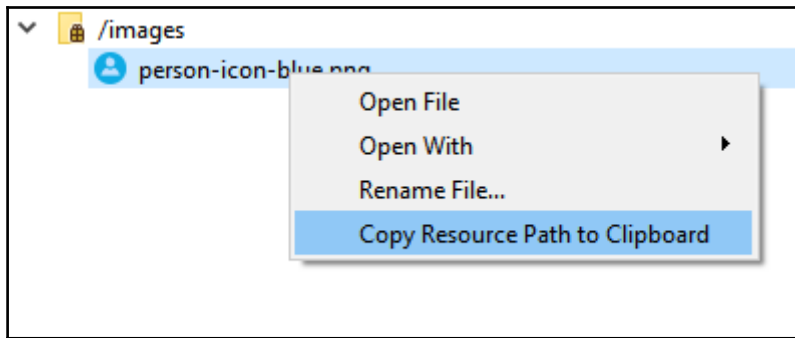 /images
person-icon-blue.png
Open File
Open With
Rename File...
Copy Resource Path to Clipboard